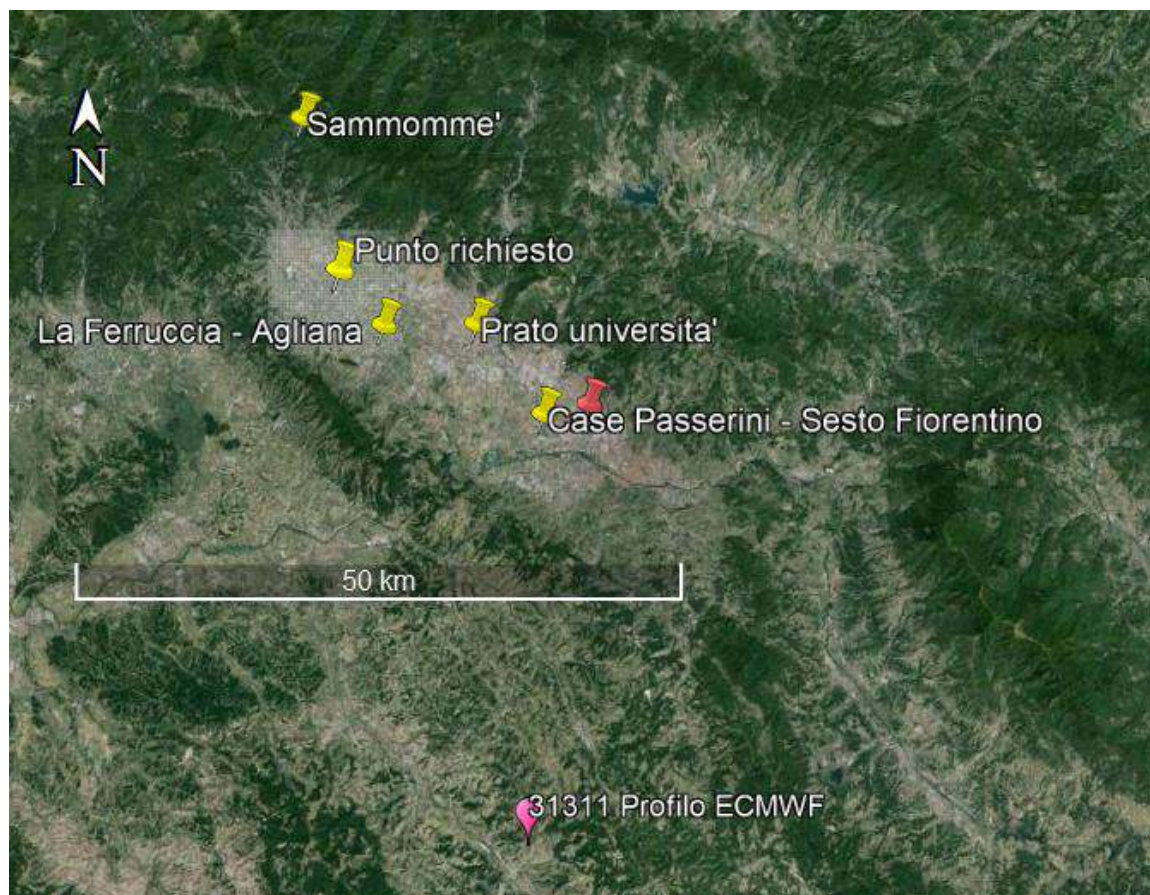 Sammomme'
N
Punto richiesto
La Ferruccia - Agliana
Prato universita'
Case Passerini - Sesto Fiorentino
50 km
31311 Profilo ECMWF